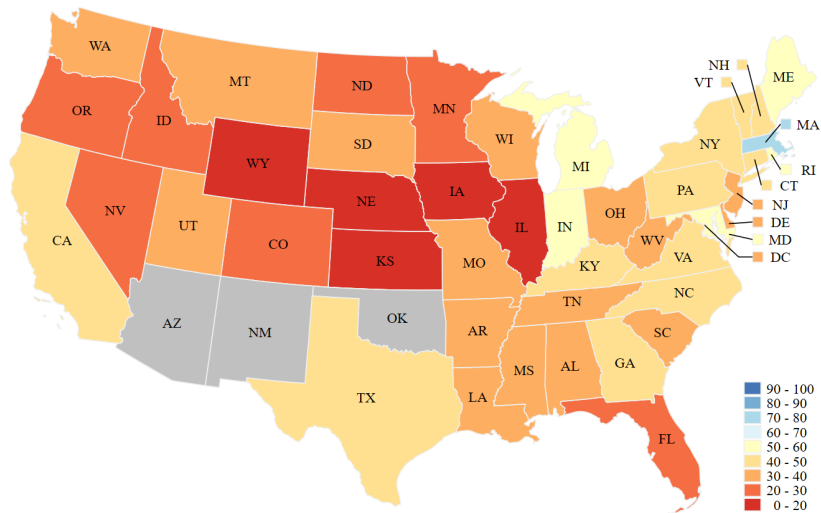 WA
MT
ND
MN
OR
ID
WY
SD
WI
MI
NH
VT
ME
MA
NY
RI
CT
NV
UT
CO
NE
IA
IL
IN
OH
PA
NJ
DE
MD
DC
CA
KS
MO
KY
WV
VA
AZ
NM
OK
AR
TN
NC
SC
TX
LA
MS
AL
GA
FL
90 - 100
80 - 90
70 - 80
60 - 70
50 - 60
40 - 50
30 - 40
20 - 30
0 - 20